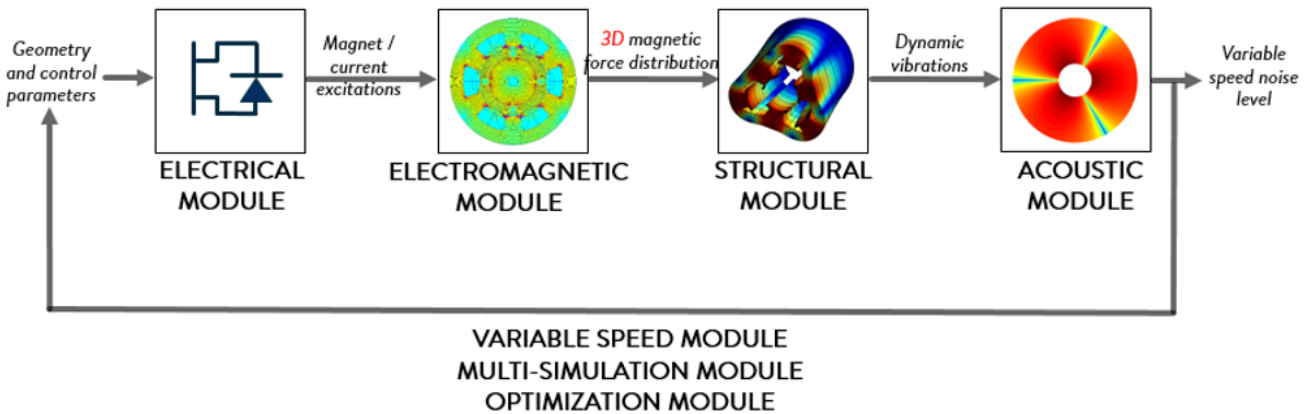 Geometry
and control
parameters
Magnet /
current
excitations
3D magnetic
force distribution
Dynamic
vibrations
Variable
speed noise
level
ELECTRICAL
MODULE
ELECTROMAGNETIC
MODULE
STRUCTURAL
MODULE
ACOUSTIC
MODULE
VARIABLE SPEED MODULE
MULTI-SIMULATION MODULE
OPTIMIZATION MODULE